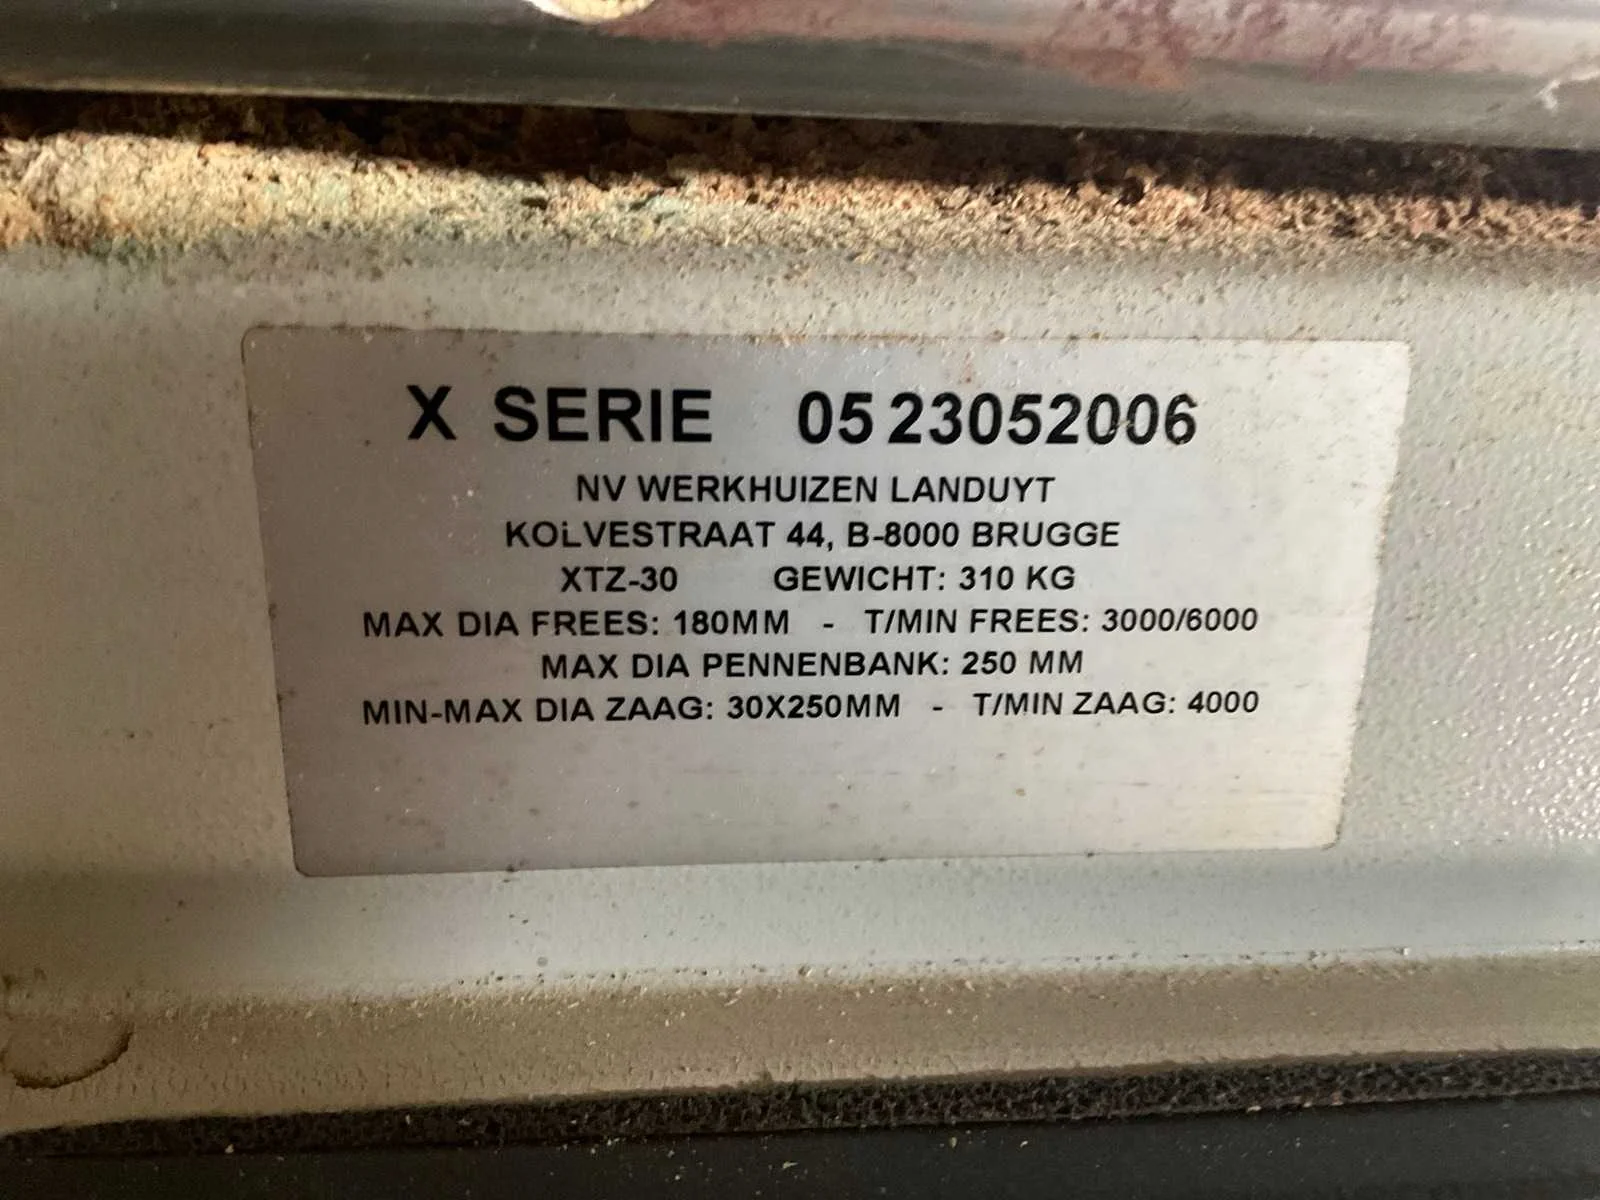 X SERIE 05 23052006
NV WERKHUIZEN LANDUYT
KOLVESTRAAT 44, B-8000 BRUGGE
XTZ-30 GEWICHT: 310 KG
MAX DIA FREES: 180MM - T/MIN FREES: 3000/6000
MAX DIA PENNENBANK: 250 MM
MIN-MAX DIA ZAAG: 30X250MM - T/MIN ZAAG: 4000